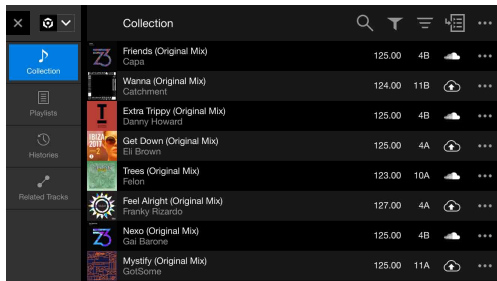 Collection
Collection
Playlists
Histories
Related Tracks
Friends (Original Mix)
Capa
125.00 4B
Wanna (Original Mix)
Catchment
124.00 11B
Extra Trippy (Original Mix)
Danny Howard
125.00 4B
Get Down (Original Mix)
Eli Brown
125.00 4A
Trees (Original Mix)
Felon
123.00 10A
Feel Alright (Original Mix)
Franky Rizardo
127.00 4A
Nexo (Original Mix)
Gai Barone
125.00 4B
Mystify (Original Mix)
GotSome
125.00 11A
IBIZA
2017